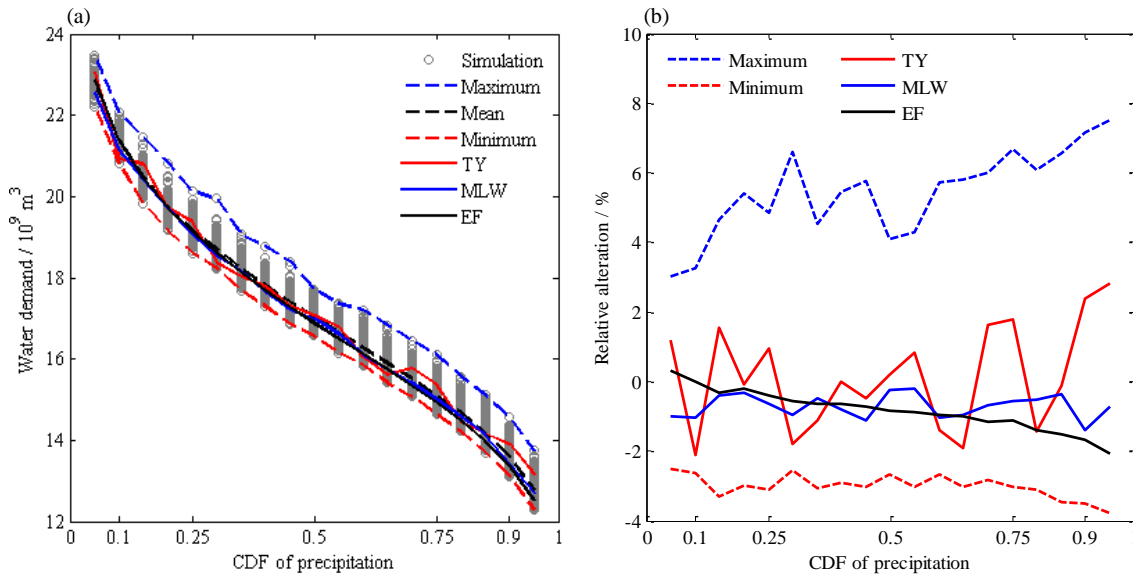 (a)
24
22
20
18
16
14
12
Water demand / 10⁹ m³
0 0.1 0.25 0.5 0.75 0.9 1
CDF of precipitation
Simulation
Maximum
Mean
Minimum
TY
MLW
EF
(b)
10
8
6
4
2
0
-2
-4
Relative alteration / %
0 0.1 0.25 0.5 0.75 0.9 1
CDF of precipitation
Maximum
Minimum
TY
MLW
EF